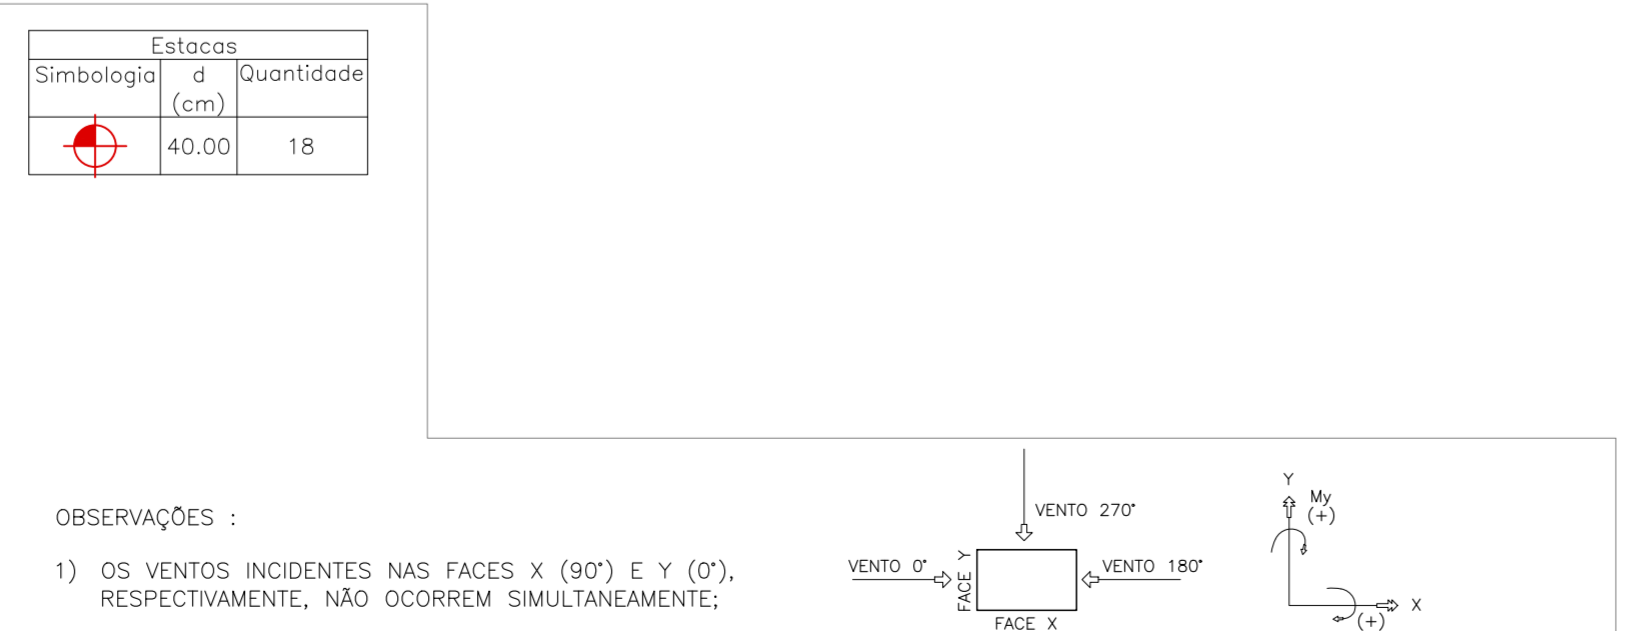 Estacas
Simbologia d Quantidade
(cm)
40.00 18
OBSERVAÇÕES :
1) OS VENTOS INCIDENTES NAS FACES X (90°) E Y (0°),
RESPECTIVAMENTE, NÃO OCORREM SIMULTANEAMENTE;
VENTO 270°
VENTO 0°
FACE Y
VENTO 180°
FACE X
Y
My
(+)
X
(+)